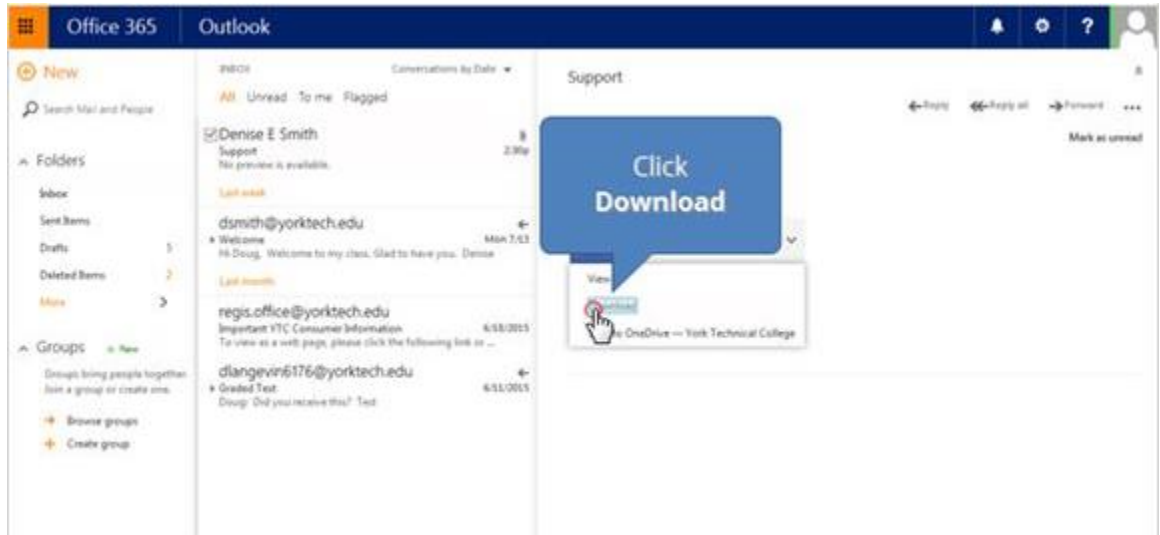 Office 365
Outlook
?
New
Search Mail and People
Folders
Inbox
Sent Items
Drafts 5
Deleted Items 2
More
Groups + New
Groups bring people together.
Join a group or create one.
Browse groups
Create group
INBOX Conversations by Date
All Unread To me Flagged
Denise E Smith
Support 2:30p
No preview is available.
Last week
dsmith@yorktech.edu
Welcome Mon 7/13
Hi Doug, Welcome to my class. Glad to have you. Denise
Last month
regis.office@yorktech.edu
Important YTC Consumer Information 6/18/2015
To view as a web page, please click the following link or ...
dlangevin6176@yorktech.edu
Graded Test 6/11/2015
Doug: Did you receive this? Test
Support
Reply Reply all Forward ...
Mark as unread
Click
Download
View
OneDrive — York Technical College